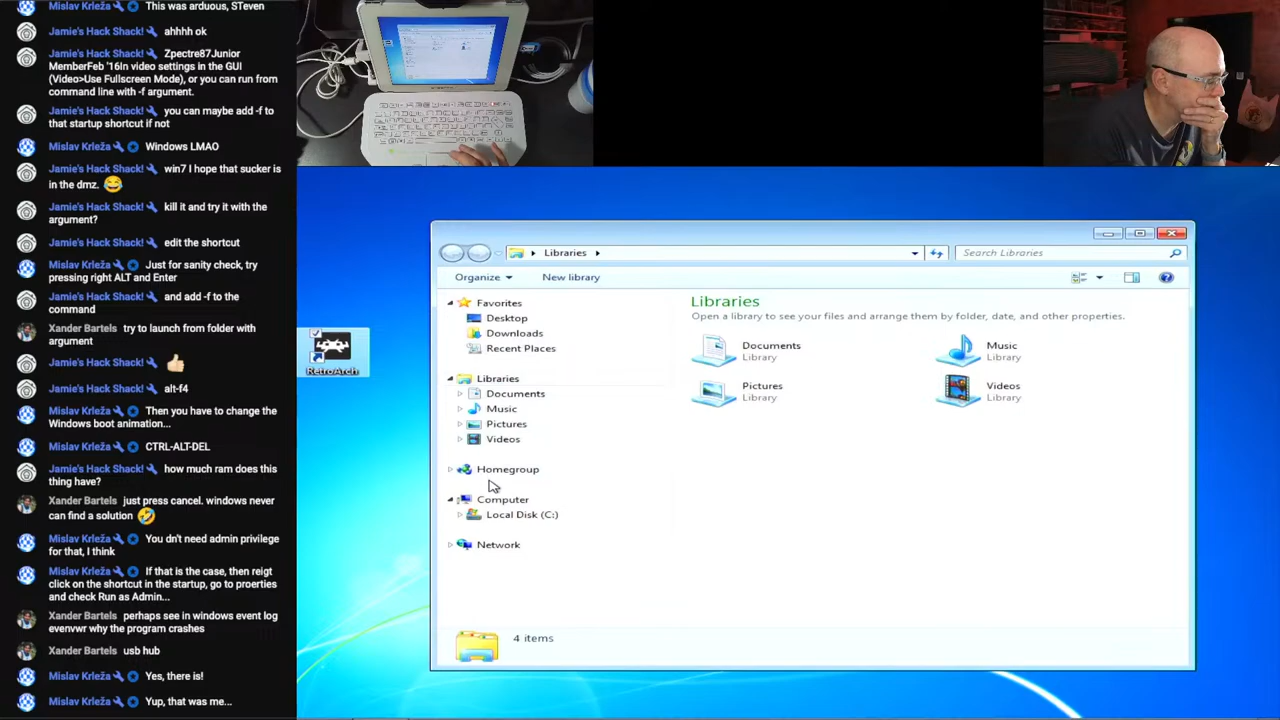 Mislav Krleža This was arduous, STeven
Jamie's Hack Shack! ahhhh ok
Jamie's Hack Shack! Zpectre87Junior
MemberFeb '16In video settings in the GUI
(Video>Use Fullscreen Mode), or you can run from
command line with -f argument.
Jamie's Hack Shack! you can maybe add -f to
that startup shortcut if not
Mislav Krleža Windows LMAO
Jamie's Hack Shack! win7 I hope that sucker is
in the dmz. 😂
Jamie's Hack Shack! kill it and try it with the
argument?
Jamie's Hack Shack! edit the shortcut
Mislav Krleža Just for sanity check, try
pressing right ALT and Enter
Jamie's Hack Shack! and add -f to the
command
Xander Bartels try to launch from folder with
argument
Jamie's Hack Shack! 👍🏻
Jamie's Hack Shack! alt-f4
Mislav Krleža Then you have to change the
Windows boot animation...
Mislav Krleža CTRL-ALT-DEL
Jamie's Hack Shack! how much ram does this
thing have?
Xander Bartels just press cancel. windows never
can find a solution 🤣
Mislav Krleža You dn't need admin privilege
for that, I think
Mislav Krleža If that is the case, then reigt
click on the shortcut in the startup, go to proerties
and check Run as Admin...
Xander Bartels perhaps see in windows event log
evenvwr why the program crashes
Xander Bartels usb hub
Mislav Krleža Yes, there is!
Mislav Krleža Yup, that was me...
RetroArch
Libraries
Search Libraries
Organize
New library
Favorites
Desktop
Downloads
Recent Places
Libraries
Documents
Music
Pictures
Videos
Homegroup
Computer
Local Disk (C:)
Network
Libraries
Open a library to see your files and arrange them by folder, date, and other properties.
Documents
Library
Music
Library
Pictures
Library
Videos
Library
4 items